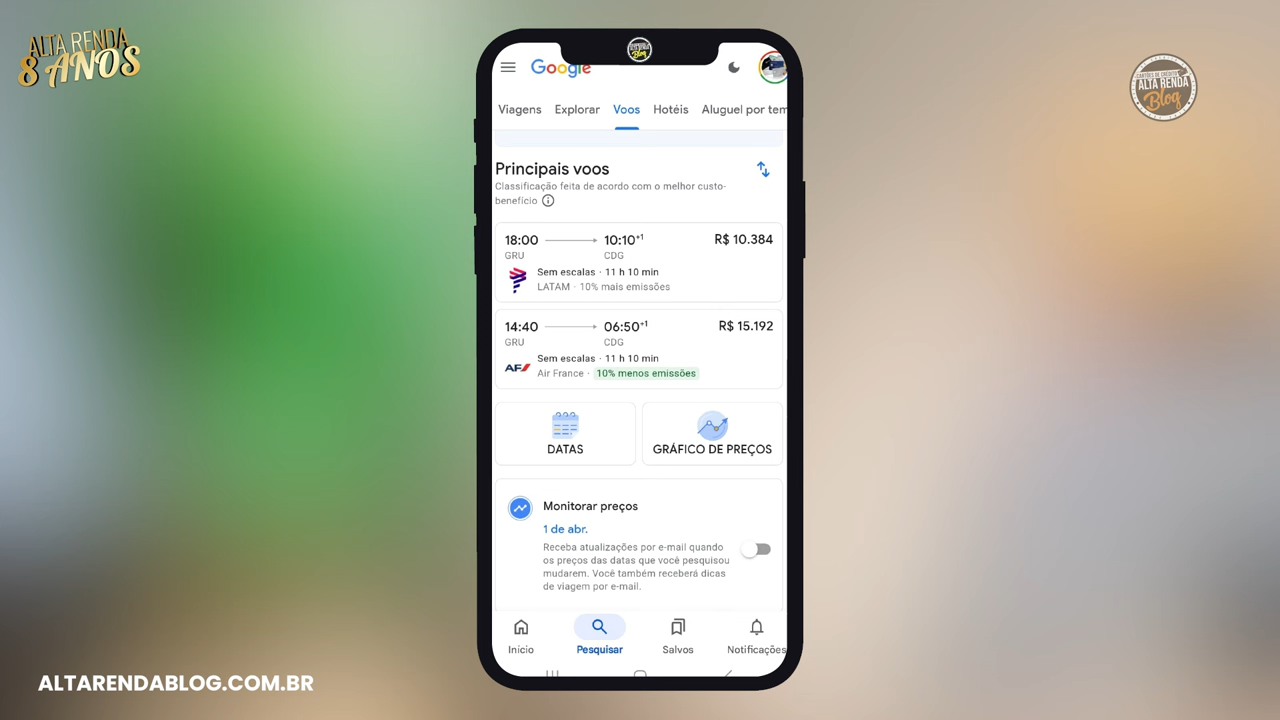 ALTA RENDA
8 ANOS
CARTÕES DE CRÉDITO
ALTA RENDA
Blog
Google
Viagens Explorar Voos Hotéis Aluguel por tem
Principais voos
Classificação feita de acordo com o melhor custo-
benefício
18:00 10:10+1 R$ 10.384
GRU CDG
Sem escalas · 11 h 10 min
LATAM · 10% mais emissões
14:40 06:50+1 R$ 15.192
GRU CDG
Sem escalas · 11 h 10 min
AF Air France · 10% menos emissões
DATAS GRÁFICO DE PREÇOS
Monitorar preços
1 de abr.
Receba atualizações por e-mail quando
os preços das datas que você pesquisou
mudarem. Você também receberá dicas
de viagem por e-mail.
Início Pesquisar Salvos Notificações
ALTARENDABLOG.COM.BR